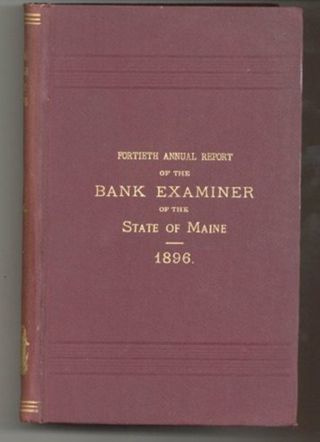 FORTIETH ANNUAL REPORT
OF THE
BANK EXAMINER
OF THE
STATE OF MAINE
1896.